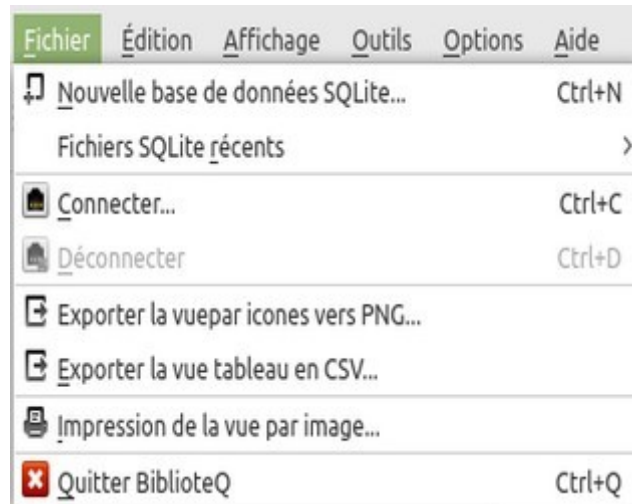 Fichier Édition Affichage Outils Options Aide
Nouvelle base de données SQLite... Ctrl+N
Fichiers SQLite récents
Connecter... Ctrl+C
Déconnecter Ctrl+D
Exporter la vuepar icones vers PNG...
Exporter la vue tableau en CSV...
Impression de la vue par image...
Quitter BiblioteQ Ctrl+Q